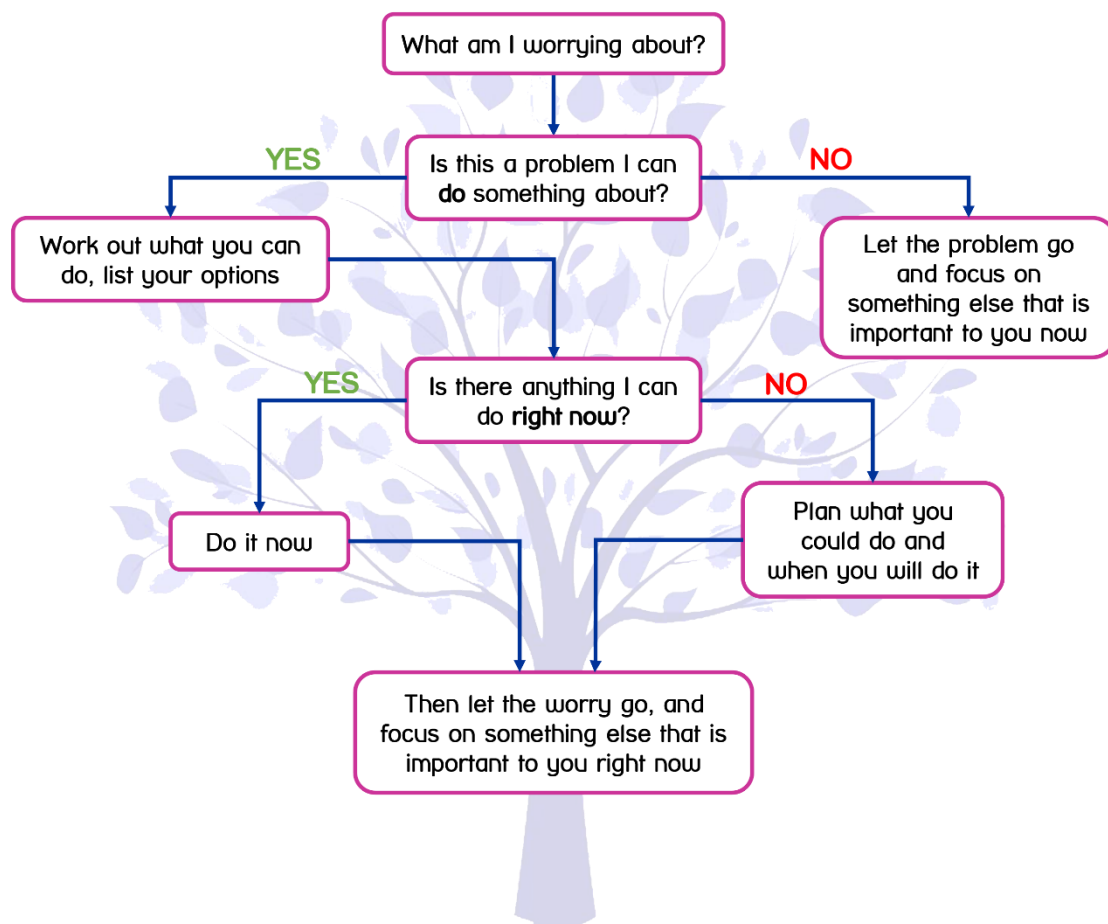 What am I worrying about?
YES
Is this a problem I can
do something about?
NO
Work out what you can
do, list your options
Let the problem go
and focus on
something else that is
important to you now
YES
Is there anything I can
do right now?
NO
Do it now
Plan what you
could do and
when you will do it
Then let the worry go, and
focus on something else that is
important to you right now